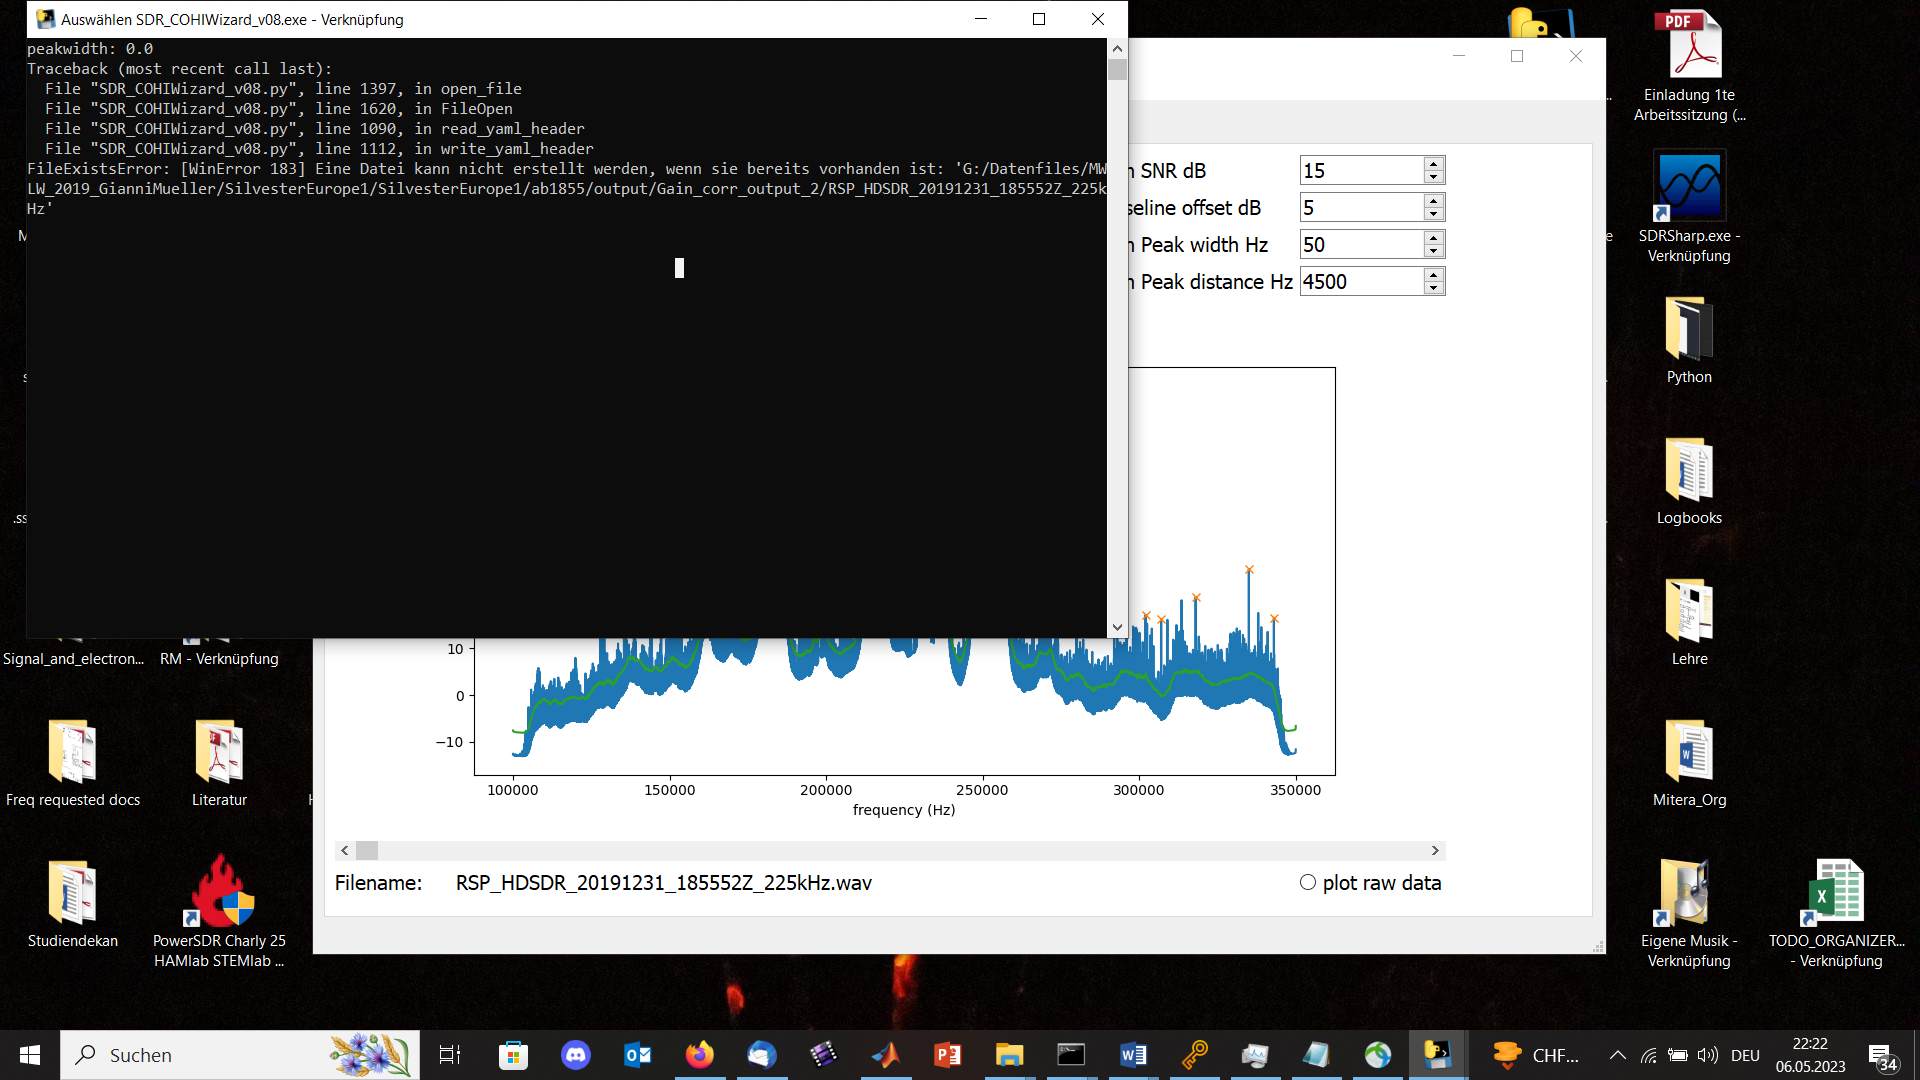 Auswählen SDR_COHIWizard_v08.exe - Verknüpfung
peakwidth: 0.0
Traceback (most recent call last):
File "SDR_COHIWizard_v08.py", line 1397, in open_file
File "SDR_COHIWizard_v08.py", line 1620, in FileOpen
File "SDR_COHIWizard_v08.py", line 1090, in read_yaml_header
File "SDR_COHIWizard_v08.py", line 1112, in write_yaml_header
FileExistsError: [WinError 183] Eine Datei kann nicht erstellt werden, wenn sie bereits vorhanden ist: 'G:/Datenfiles/MW
LW_2019_GianniMueller/SilvesterEurope1/SilvesterEurope1/ab1855/output/Gain_corr_output_2/RSP_HDSDR_20191231_185552Z_225k
Hz'
SNR dB
15
seline offset dB
5
Peak width Hz
50
Peak distance Hz
4500
10
0
−10
100000
150000
200000
250000
300000
350000
frequency (Hz)
Filename:
RSP_HDSDR_20191231_185552Z_225kHz.wav
plot raw data
PDF
Einladung 1te
Arbeitssitzung (...
SDRSharp.exe -
Verknüpfung
Python
Logbooks
Lehre
Mitera_Org
Eigene Musik -
Verknüpfung
TODO_ORGANIZER...
- Verknüpfung
Signal_and_electron...
RM - Verknüpfung
Freq requested docs
Literatur
Studiendekan
PowerSDR Charly 25
HAMlab STEMlab ...
Suchen
CHF...
DEU
22:22
06.05.2023
34